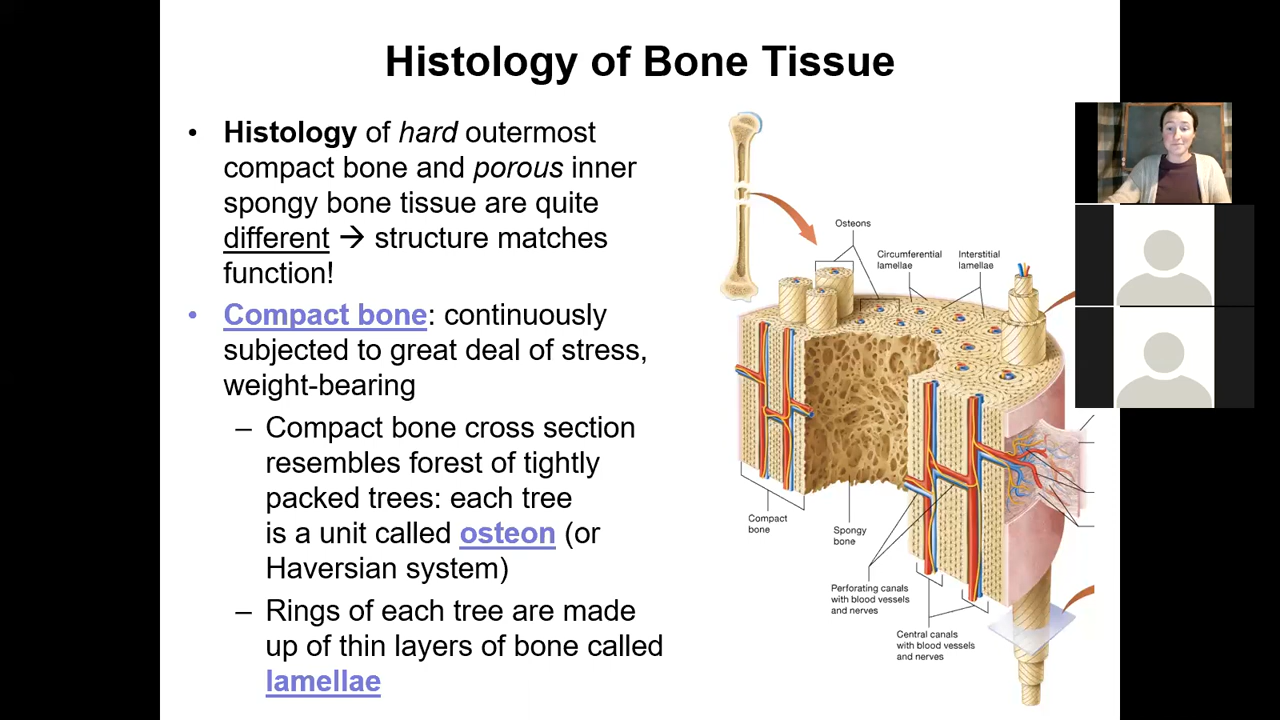 Histology of Bone Tissue
• Histology of hard outermost
compact bone and porous inner
spongy bone tissue are quite
different → structure matches
function!
• Compact bone: continuously
subjected to great deal of stress,
weight-bearing
– Compact bone cross section
resembles forest of tightly
packed trees: each tree
is a unit called osteon (or
Haversian system)
– Rings of each tree are made
up of thin layers of bone called
lamellae
Osteons
Circumferential
lamellae
Interstitial
lamellae
Compact
bone
Spongy
bone
Perforating canals
with blood vessels
and nerves
Central canals
with blood vessels
and nerves